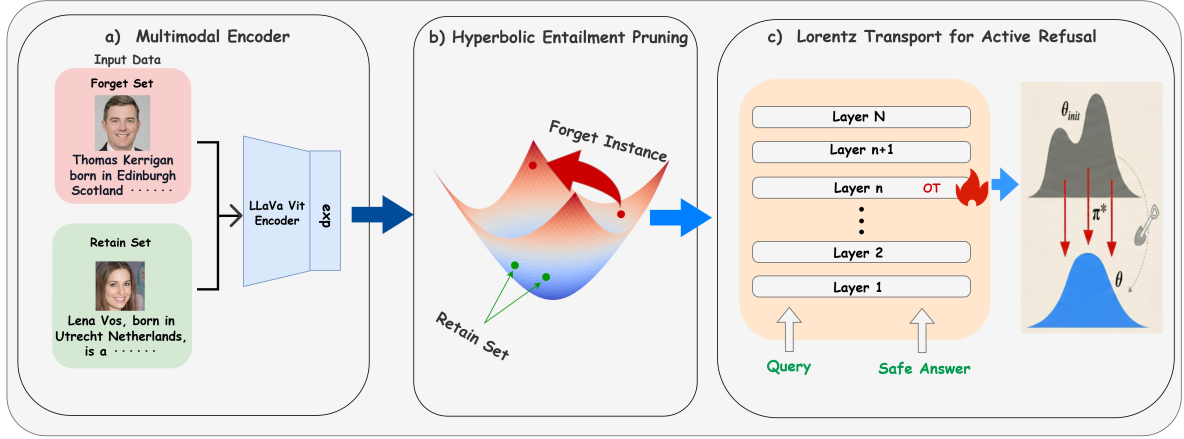 a) Multimodal Encoder
Input Data
Forget Set
Thomas Kerrigan
born in Edinburgh
Scotland ······
Retain Set
Lena Vos, born in
Utrecht Netherlands,
is a ······
LLaVa Vit
Encoder
exp
b) Hyperbolic Entailment Pruning
Forget Instance
Retain Set
c) Lorentz Transport for Active Refusal
Layer N
Layer n+1
Layer n OT
Layer 2
Layer 1
Query
Safe Answer
θinit
π*
θ